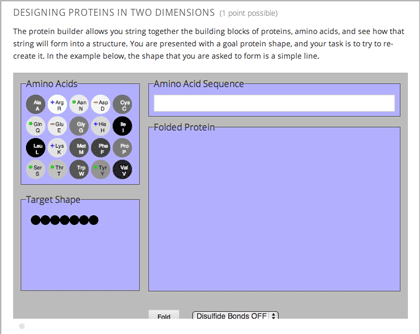 DESIGNING PROTEINS IN TWO DIMENSIONS (1 point possible)
The protein builder allows you string together the building blocks of proteins, amino acids, and see how that
string will form into a structure. You are presented with a goal protein shape, and your task is to try to re-
create it. In the example below, the shape that you are asked to form is a simple line.
Amino Acids
Ala A
+Arg R
Asn N
−Asp D
Cys C
Gln Q
−Glu E
Gly G
+His H
Ile I
Leu L
+Lys K
Met M
Phe F
Pro P
Ser S
Thr T
Trp W
Tyr Y
Val V
Amino Acid Sequence
Folded Protein
Target Shape
Fold
Disulfide Bonds OFF